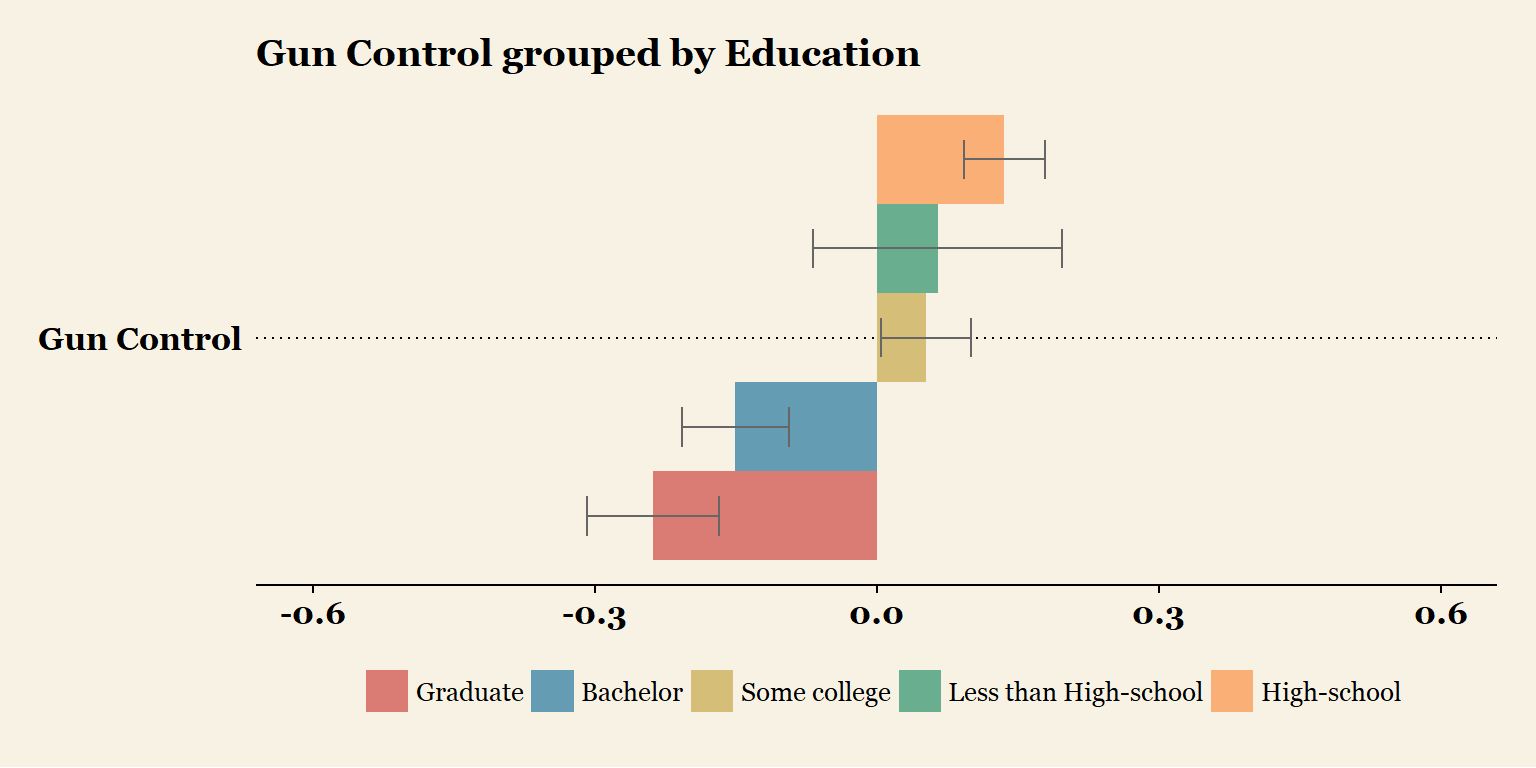 Gun Control grouped by Education
Gun Control
-0.6 -0.3 0.0 0.3 0.6
Graduate Bachelor Some college Less than High-school High-school